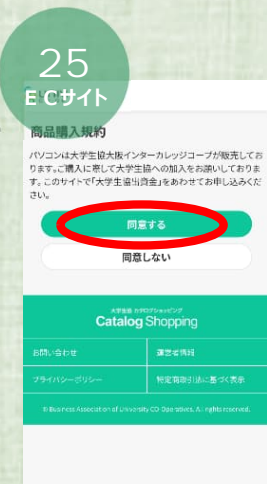 25
ECサイト
商品購入規約
パソコンは大学生協大阪インターカレッジコープが販売してお
ります。ご購入に際して大学生協への加入をお願いしておりま
す。このサイトで「大学生協出資金」をあわせてお申し込みくだ
さい。
同意する
同意しない
大学生協 カタログショッピング
Catalog Shopping
お問い合わせ
運営者情報
プライバシーポリシー
特定商取引法に基づく表示
© Business Association of University CO-Operatives, All rights reserved.